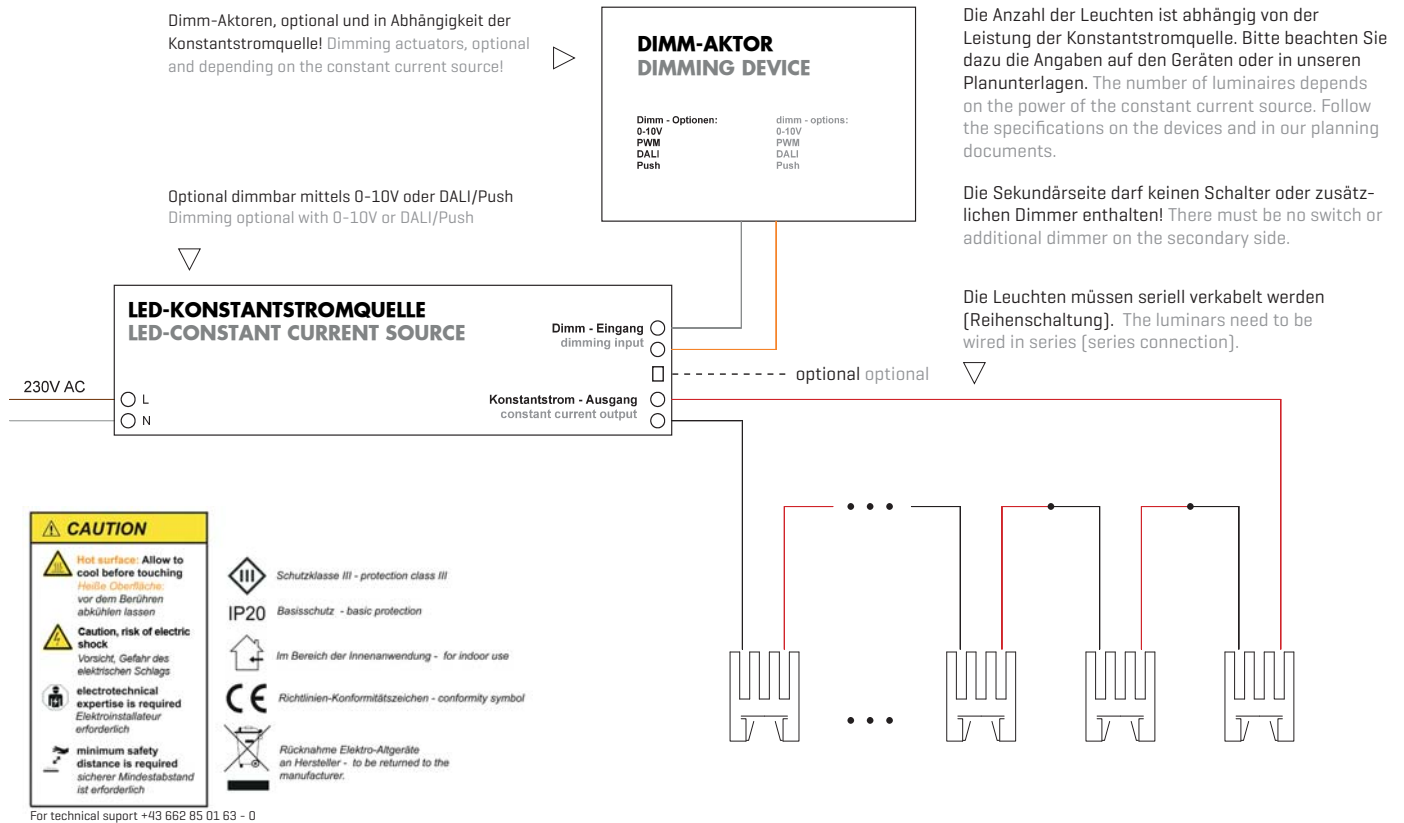 Dimm-Aktoren, optional und in Abhängigkeit der
Konstantstromquelle! Dimming actuators, optional
and depending on the constant current source!
DIMM-AKTOR
DIMMING DEVICE
Dimm - Optionen:
0-10V
PWM
DALI
Push
dimm - options:
0-10V
PWM
DALI
Push
Die Anzahl der Leuchten ist abhängig von der
Leistung der Konstantstromquelle. Bitte beachten Sie
dazu die Angaben auf den Geräten oder in unseren
Planunterlagen. The number of luminaires depends
on the power of the constant current source. Follow
the specifications on the devices and in our planning
documents.
Die Sekundärseite darf keinen Schalter oder zusätz-
lichen Dimmer enthalten! There must be no switch or
additional dimmer on the secondary side.
Die Leuchten müssen seriell verkabelt werden
(Reihenschaltung). The luminars need to be
wired in series (series connection).
Optional dimmbar mittels 0-10V oder DALI/Push
Dimming optional with 0-10V or DALI/Push
LED-KONSTANTSTROMQUELLE
LED-CONSTANT CURRENT SOURCE
Dimm - Eingang
dimming input
optional optional
230V AC
L
N
Konstantstrom - Ausgang
constant current output
CAUTION
Hot surface: Allow to
cool before touching
Heiße Oberfläche:
vor dem Berühren
abkühlen lassen
Caution, risk of electric
shock
Vorsicht, Gefahr des
elektrischen Schlags
electrotechnical
expertise is required
Elektroinstallateur
erforderlich
minimum safety
distance is required
sicherer Mindestabstand
ist erforderlich
III
Schutzklasse III - protection class III
IP20
Basisschutz - basic protection
Im Bereich der Innenanwendung - for indoor use
CE
Richtlinien-Konformitätszeichen - conformity symbol
Rücknahme Elektro-Altgeräte
an Hersteller - to be returned to the
manufacturer.
For technical suport +43 662 85 01 63 - 0